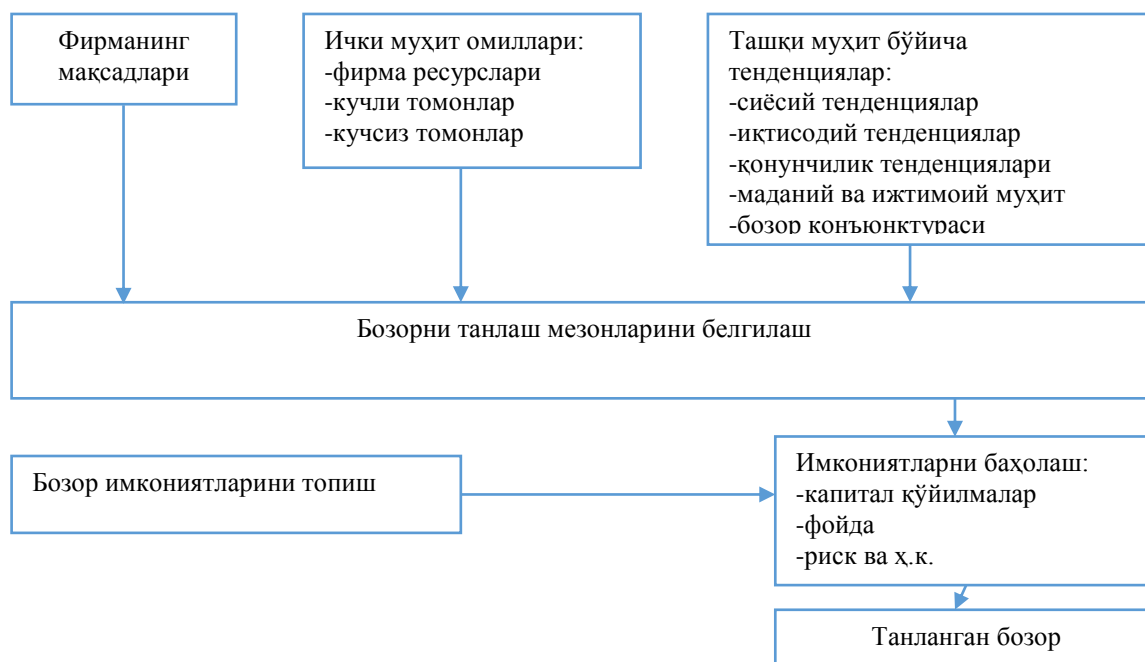 Фирманинг
мақсадлари
Ички муҳит омиллари:
-фирма ресурслари
-кучли томонлар
-кучсиз томонлар
Ташқи муҳит бўйича
тенденциялар:
-сиёсий тенденциялар
-иқтисодий тенденциялар
-қонунчилик тенденциялари
-маданий ва ижтимоий муҳит
-бозор конъюнктураси
Бозорни танлаш мезонларини белгилаш
Бозор имкониятларини топиш
Имкониятларни баҳолаш:
-капитал қўйилмалар
-фойда
-риск ва ҳ.к.
Танланган бозор